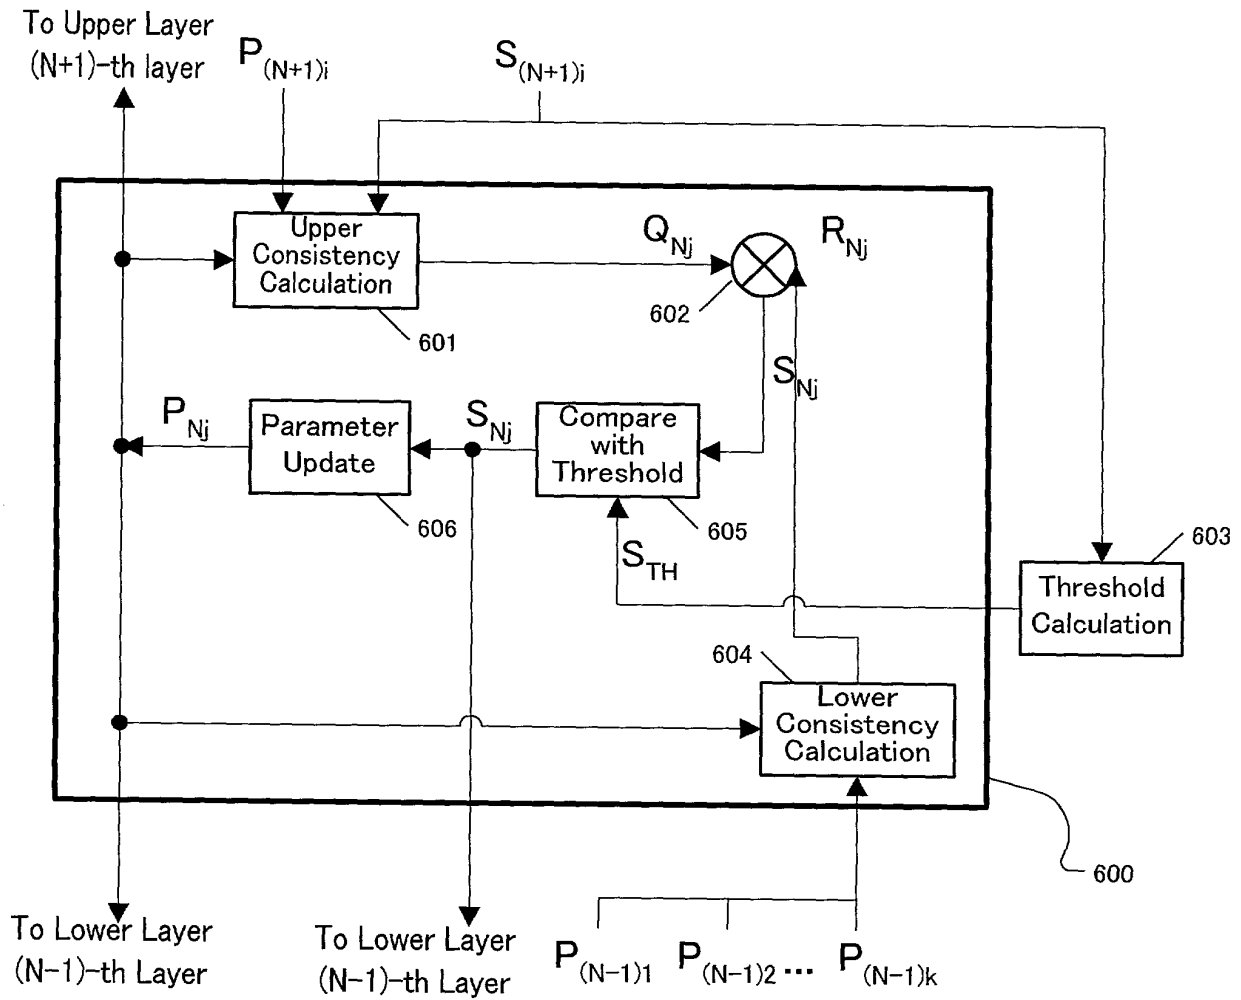 To Upper Layer
(N+1)-th layer
P(N+1)i
S(N+1)i
Upper
Consistency
Calculation
601
QNj
RNj
602
SNj
PNj
Parameter
Update
606
SNj
Compare
with
Threshold
605
STH
603
Threshold
Calculation
604
Lower
Consistency
Calculation
600
To Lower Layer
(N-1)-th Layer
To Lower Layer
(N-1)-th Layer
P(N-1)1 P(N-1)2 ... P(N-1)k